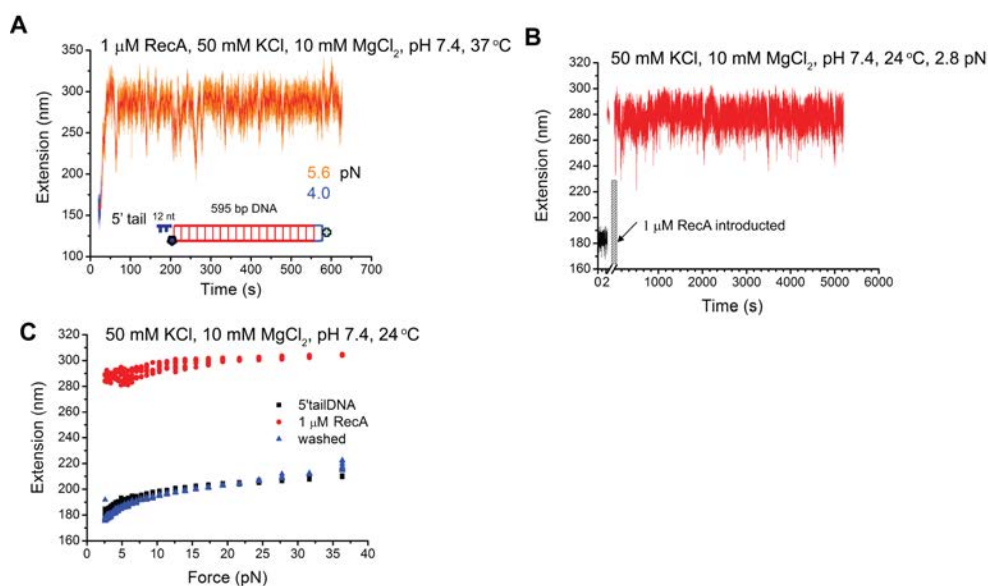 A
1 μM RecA, 50 mM KCl, 10 mM MgCl₂, pH 7.4, 37 °C
Extension (nm)
350
300
250
200
150
100
5.6 pN
4.0
595 bp DNA
5' tail
12 nt
0 100 200 300 400 500 600 700
Time (s)
B
50 mM KCl, 10 mM MgCl₂, pH 7.4, 24 °C, 2.8 pN
Extension (nm)
320
300
280
260
240
220
200
180
160
1 μM RecA introducted
02 1000 2000 3000 4000 5000 6000
Time (s)
C
50 mM KCl, 10 mM MgCl₂, pH 7.4, 24 °C
Extension (nm)
320
300
280
260
240
220
200
180
160
5'tailDNA
1 μM RecA
washed
0 5 10 15 20 25 30 35 40
Force (pN)